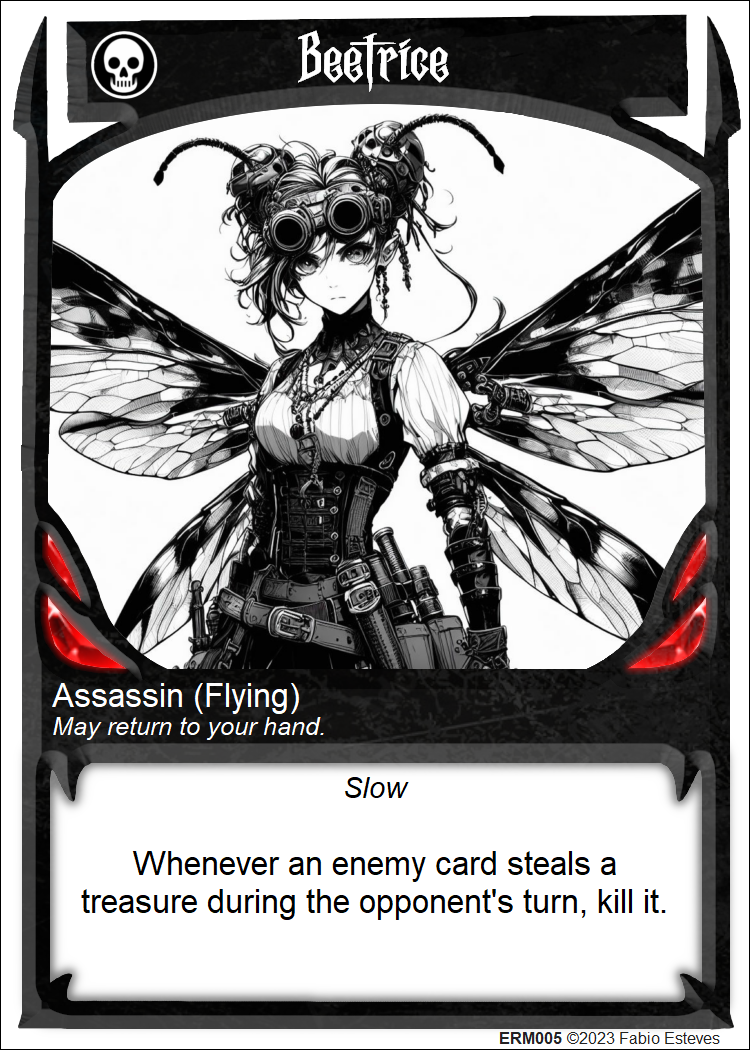 Beetrice
Assassin (Flying)
May return to your hand.
Slow
Whenever an enemy card steals a
treasure during the opponent's turn, kill it.
ERM005 ©2023 Fabio Esteves